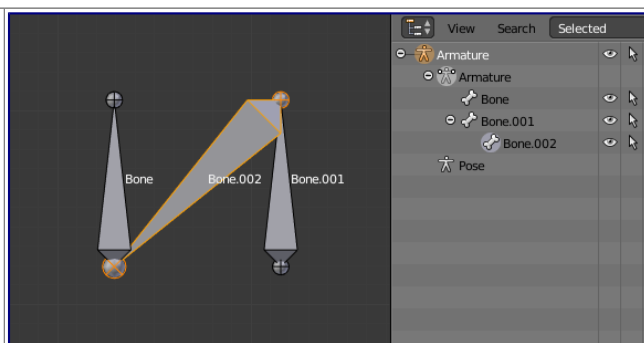 View Search Selected
Armature
Armature
Bone
Bone.001
Bone.002
Pose
Bone Bone.002 Bone.001